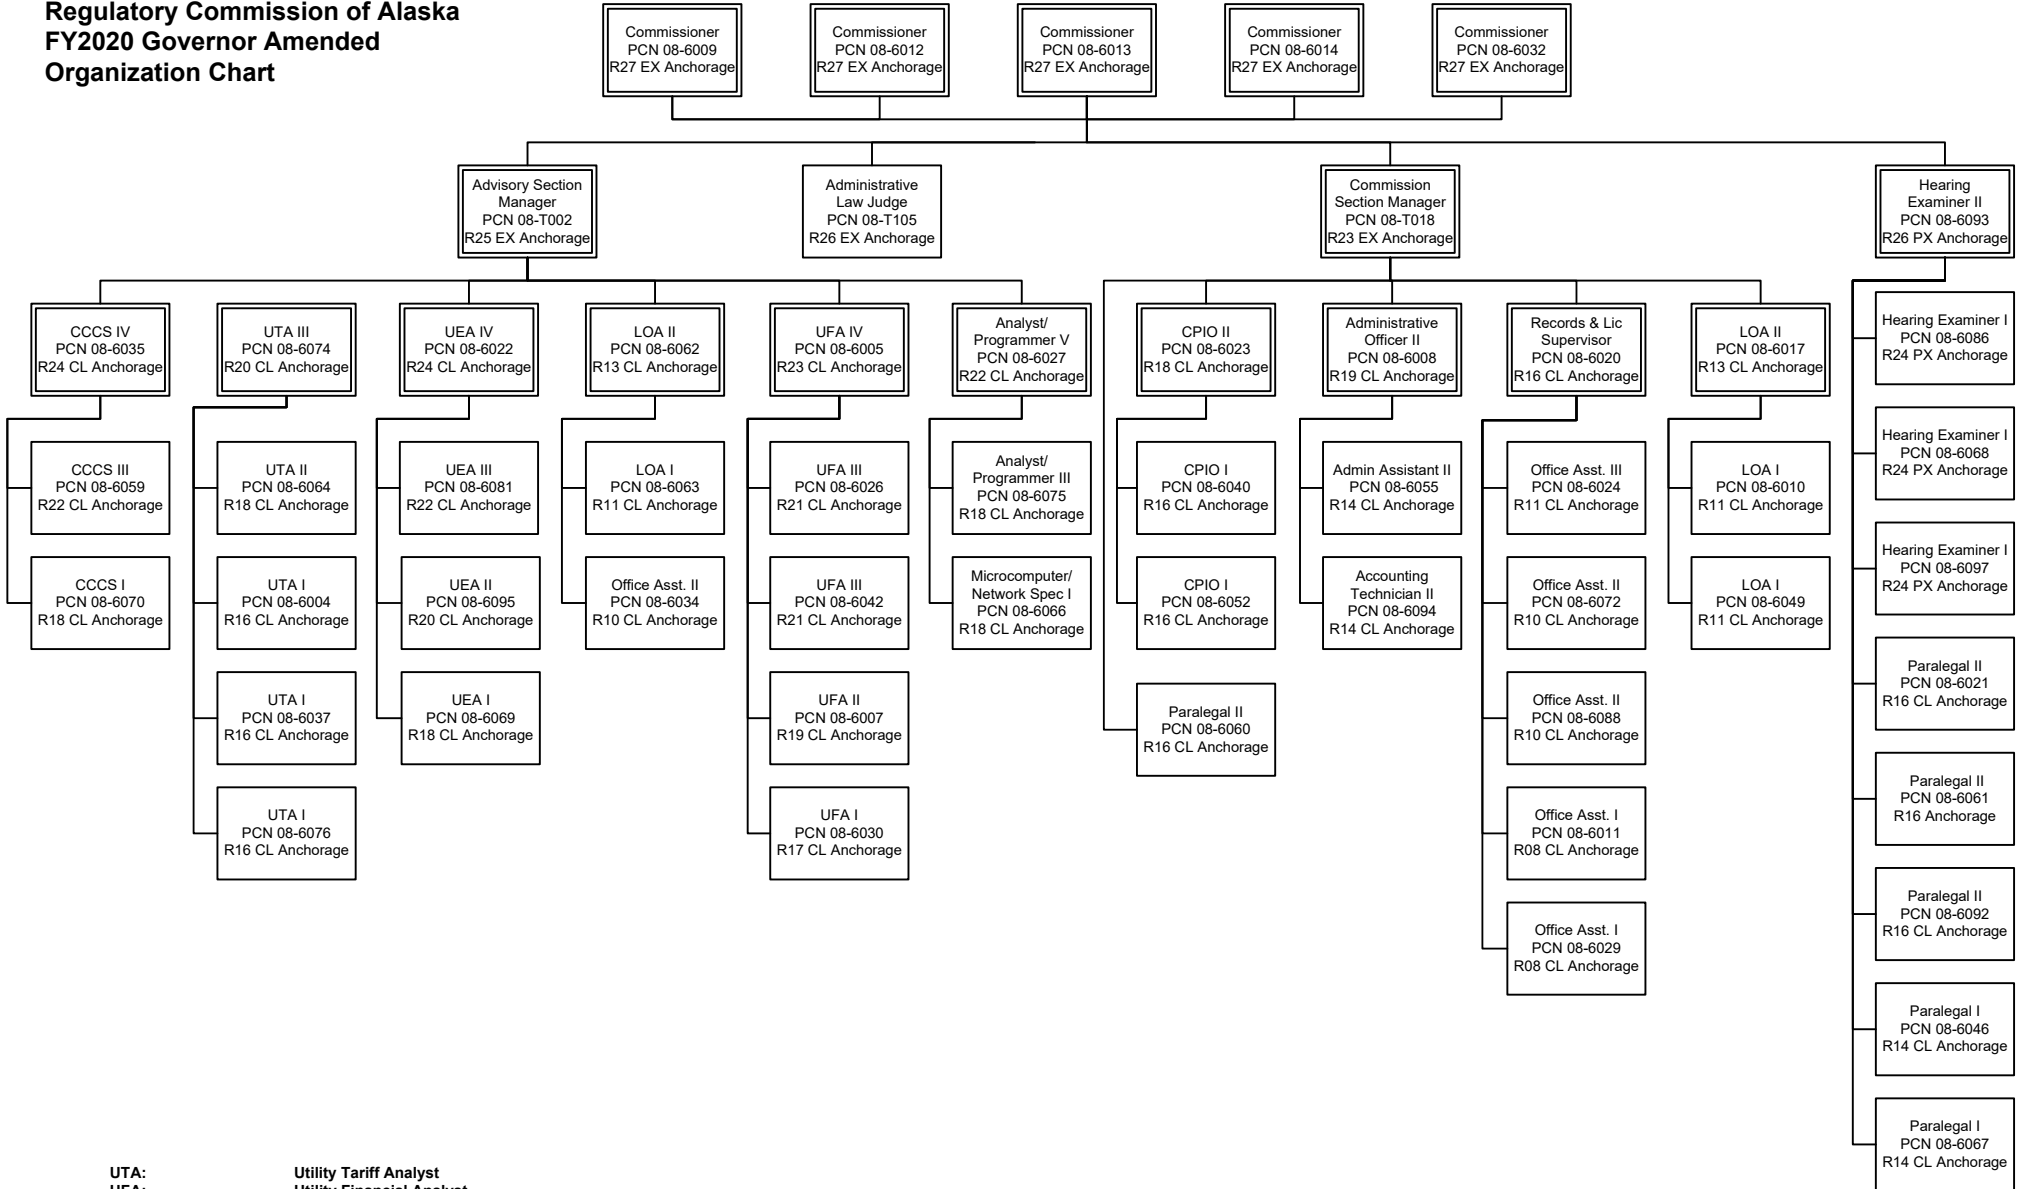 Regulatory Commission of Alaska
FY2020 Governor Amended
Organization Chart
Commissioner
PCN 08-6009
R27 EX Anchorage
Commissioner
PCN 08-6012
R27 EX Anchorage
Commissioner
PCN 08-6013
R27 EX Anchorage
Commissioner
PCN 08-6014
R27 EX Anchorage
Commissioner
PCN 08-6032
R27 EX Anchorage
Advisory Section
Manager
PCN 08-T002
R25 EX Anchorage
Administrative
Law Judge
PCN 08-T105
R26 EX Anchorage
Commission
Section Manager
PCN 08-T018
R23 EX Anchorage
Hearing
Examiner II
PCN 08-6093
R26 PX Anchorage
CCCS IV
PCN 08-6035
R24 CL Anchorage
UTA III
PCN 08-6074
R20 CL Anchorage
UEA IV
PCN 08-6022
R24 CL Anchorage
LOA II
PCN 08-6062
R13 CL Anchorage
UFA IV
PCN 08-6005
R23 CL Anchorage
Analyst/
Programmer V
PCN 08-6027
R22 CL Anchorage
CPIO II
PCN 08-6023
R18 CL Anchorage
Administrative
Officer II
PCN 08-6008
R19 CL Anchorage
Records & Lic
Supervisor
PCN 08-6020
R16 CL Anchorage
LOA II
PCN 08-6017
R13 CL Anchorage
Hearing Examiner I
PCN 08-6086
R24 PX Anchorage
CCCS III
PCN 08-6059
R22 CL Anchorage
UTA II
PCN 08-6064
R18 CL Anchorage
UEA III
PCN 08-6081
R22 CL Anchorage
LOA I
PCN 08-6063
R11 CL Anchorage
UFA III
PCN 08-6026
R21 CL Anchorage
Analyst/
Programmer III
PCN 08-6075
R18 CL Anchorage
CPIO I
PCN 08-6040
R16 CL Anchorage
Admin Assistant II
PCN 08-6055
R14 CL Anchorage
Office Asst. III
PCN 08-6024
R11 CL Anchorage
LOA I
PCN 08-6010
R11 CL Anchorage
Hearing Examiner I
PCN 08-6068
R24 PX Anchorage
CCCS I
PCN 08-6070
R18 CL Anchorage
UTA I
PCN 08-6004
R16 CL Anchorage
UEA II
PCN 08-6095
R20 CL Anchorage
Office Asst. II
PCN 08-6034
R10 CL Anchorage
UFA III
PCN 08-6042
R21 CL Anchorage
Microcomputer/
Network Spec I
PCN 08-6066
R18 CL Anchorage
CPIO I
PCN 08-6052
R16 CL Anchorage
Accounting
Technician II
PCN 08-6094
R14 CL Anchorage
Office Asst. II
PCN 08-6072
R10 CL Anchorage
LOA I
PCN 08-6049
R11 CL Anchorage
Hearing Examiner I
PCN 08-6097
R24 PX Anchorage
UTA I
PCN 08-6037
R16 CL Anchorage
UEA I
PCN 08-6069
R18 CL Anchorage
UFA II
PCN 08-6007
R19 CL Anchorage
Paralegal II
PCN 08-6060
R16 CL Anchorage
Office Asst. II
PCN 08-6088
R10 CL Anchorage
Paralegal II
PCN 08-6021
R16 CL Anchorage
UTA I
PCN 08-6076
R16 CL Anchorage
UFA I
PCN 08-6030
R17 CL Anchorage
Office Asst. I
PCN 08-6011
R08 CL Anchorage
Paralegal II
PCN 08-6061
R16 Anchorage
Office Asst. I
PCN 08-6029
R08 CL Anchorage
Paralegal II
PCN 08-6092
R16 CL Anchorage
Paralegal I
PCN 08-6046
R14 CL Anchorage
Paralegal I
PCN 08-6067
R14 CL Anchorage
UTA: Utility Tariff Analyst
UFA: Utility Financial Analyst